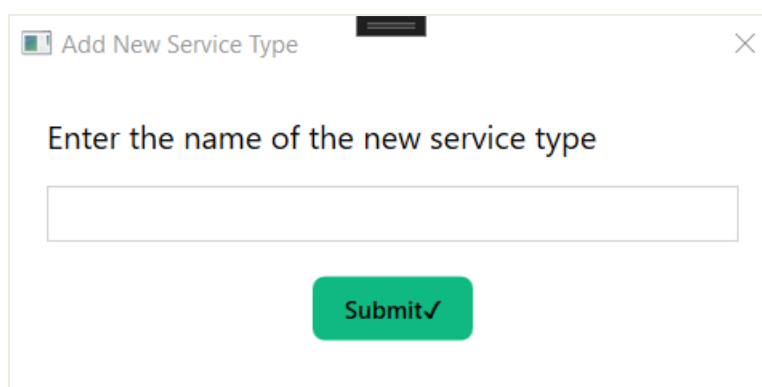 Add New Service Type
Enter the name of the new service type
Submit✓